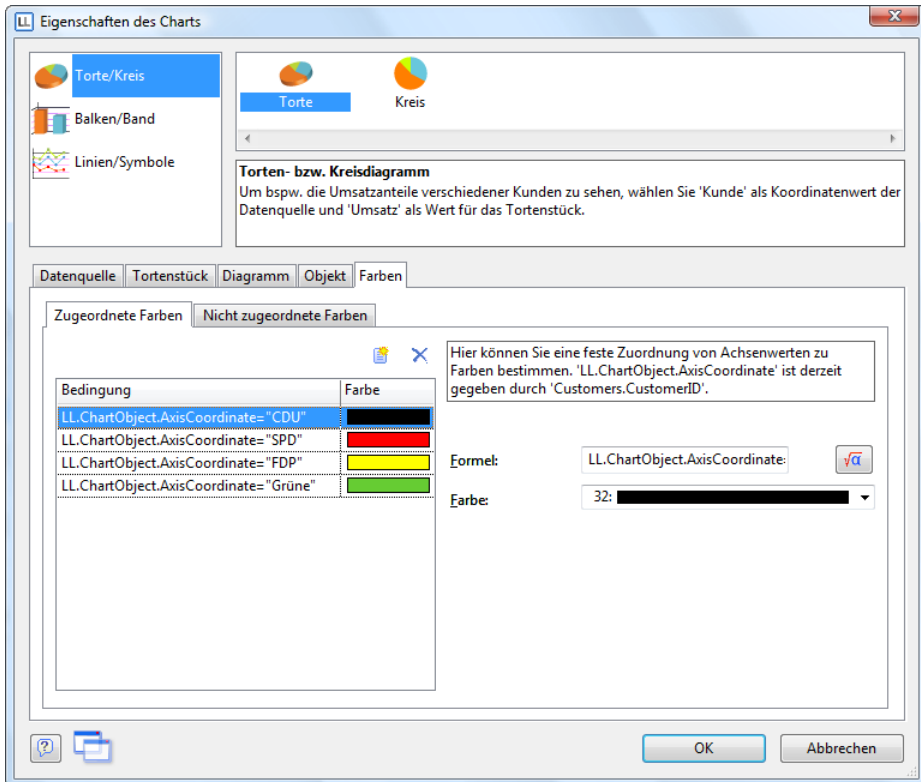 LL Eigenschaften des Charts
Torte/Kreis
Balken/Band
Linien/Symbole
Torte Kreis
Torten- bzw. Kreisdiagramm
Um bspw. die Umsatzanteile verschiedener Kunden zu sehen, wählen Sie 'Kunde' als Koordinatenwert der
Datenquelle und 'Umsatz' als Wert für das Tortenstück.
Datenquelle Tortenstück Diagramm Objekt Farben
Zugeordnete Farben Nicht zugeordnete Farben
Bedingung Farbe
LL.ChartObject.AxisCoordinate="CDU"
LL.ChartObject.AxisCoordinate="SPD"
LL.ChartObject.AxisCoordinate="FDP"
LL.ChartObject.AxisCoordinate="Grüne"
Hier können Sie eine feste Zuordnung von Achsenwerten zu
Farben bestimmen. 'LL.ChartObject.AxisCoordinate' ist derzeit
gegeben durch 'Customers.CustomerID'.
Formel: LL.ChartObject.AxisCoordinate: √α
Farbe: 32:
? OK Abbrechen